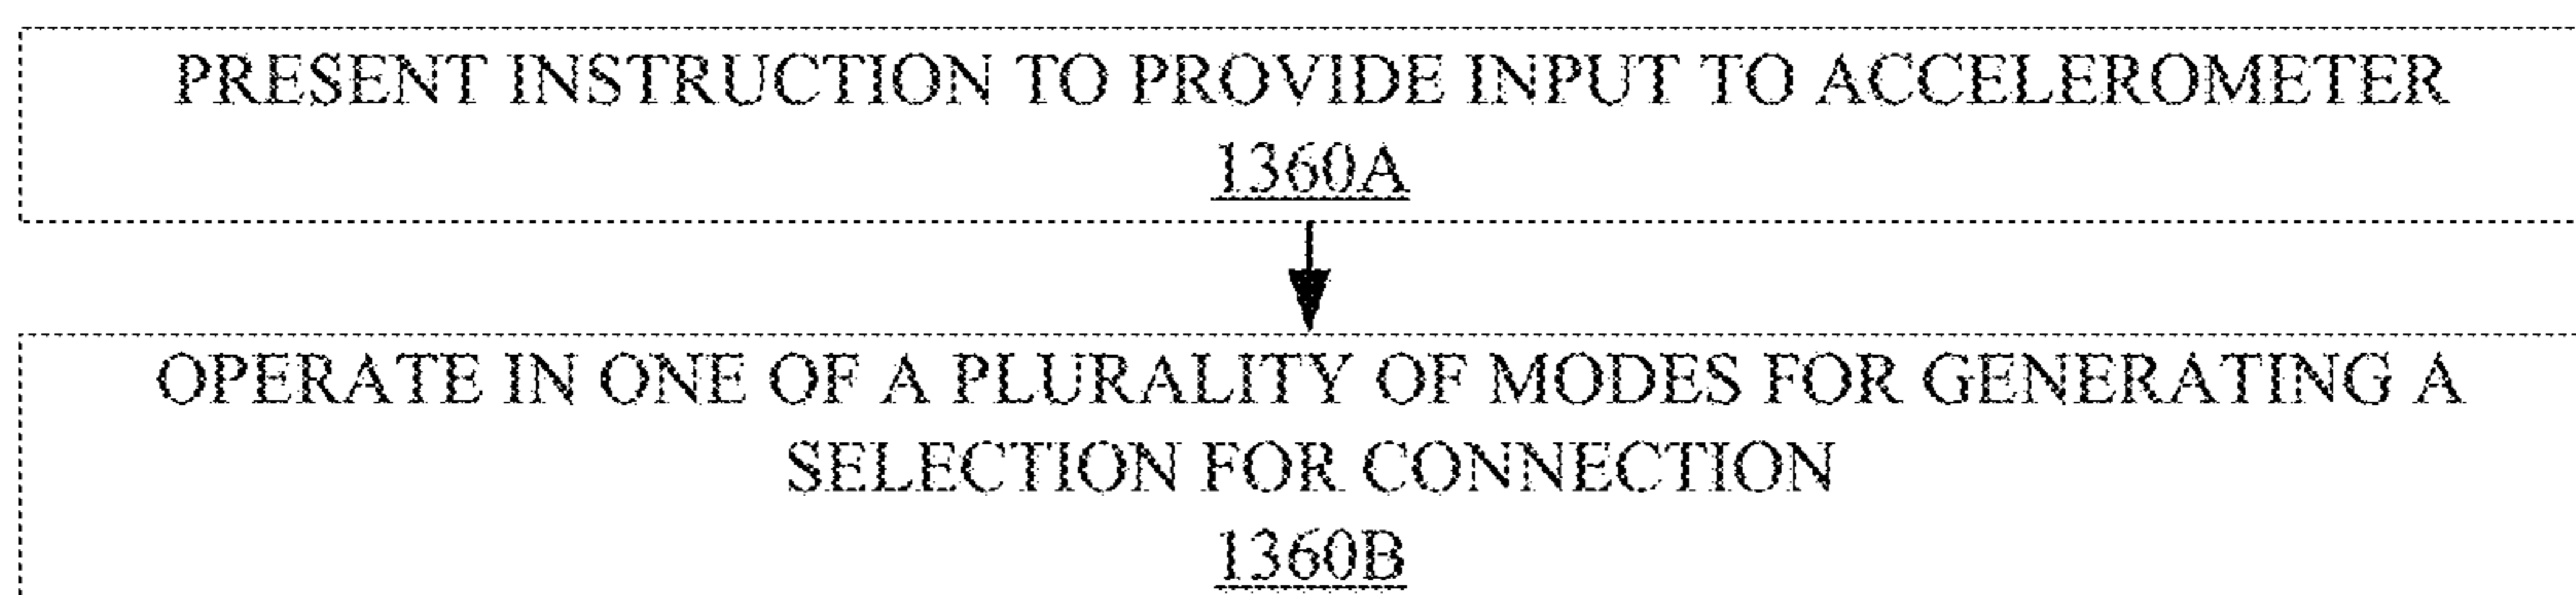 PRESENT INSTRUCTION TO PROVIDE INPUT TO ACCELEROMETER
1360A
OPERATE IN ONE OF A PLURALITY OF MODES FOR GENERATING A
SELECTION FOR CONNECTION
1360B